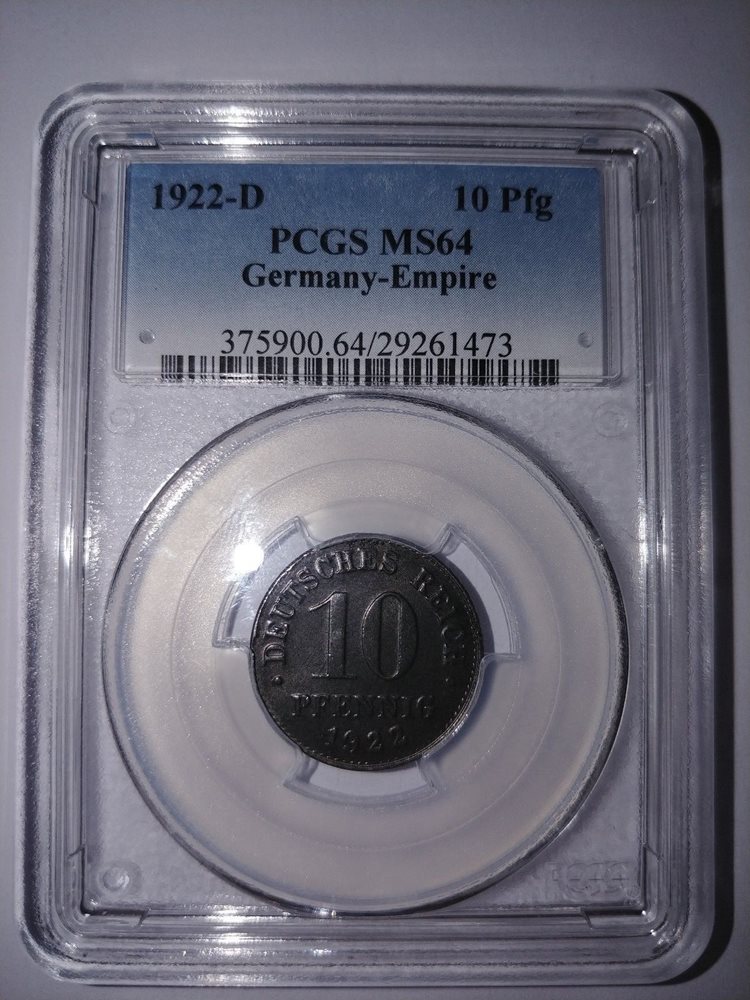 1922-D 10 Pfg
PCGS MS64
Germany-Empire
375900.64/29261473
· DEUTSCHES REICH ·
10
PFENNIG
1922